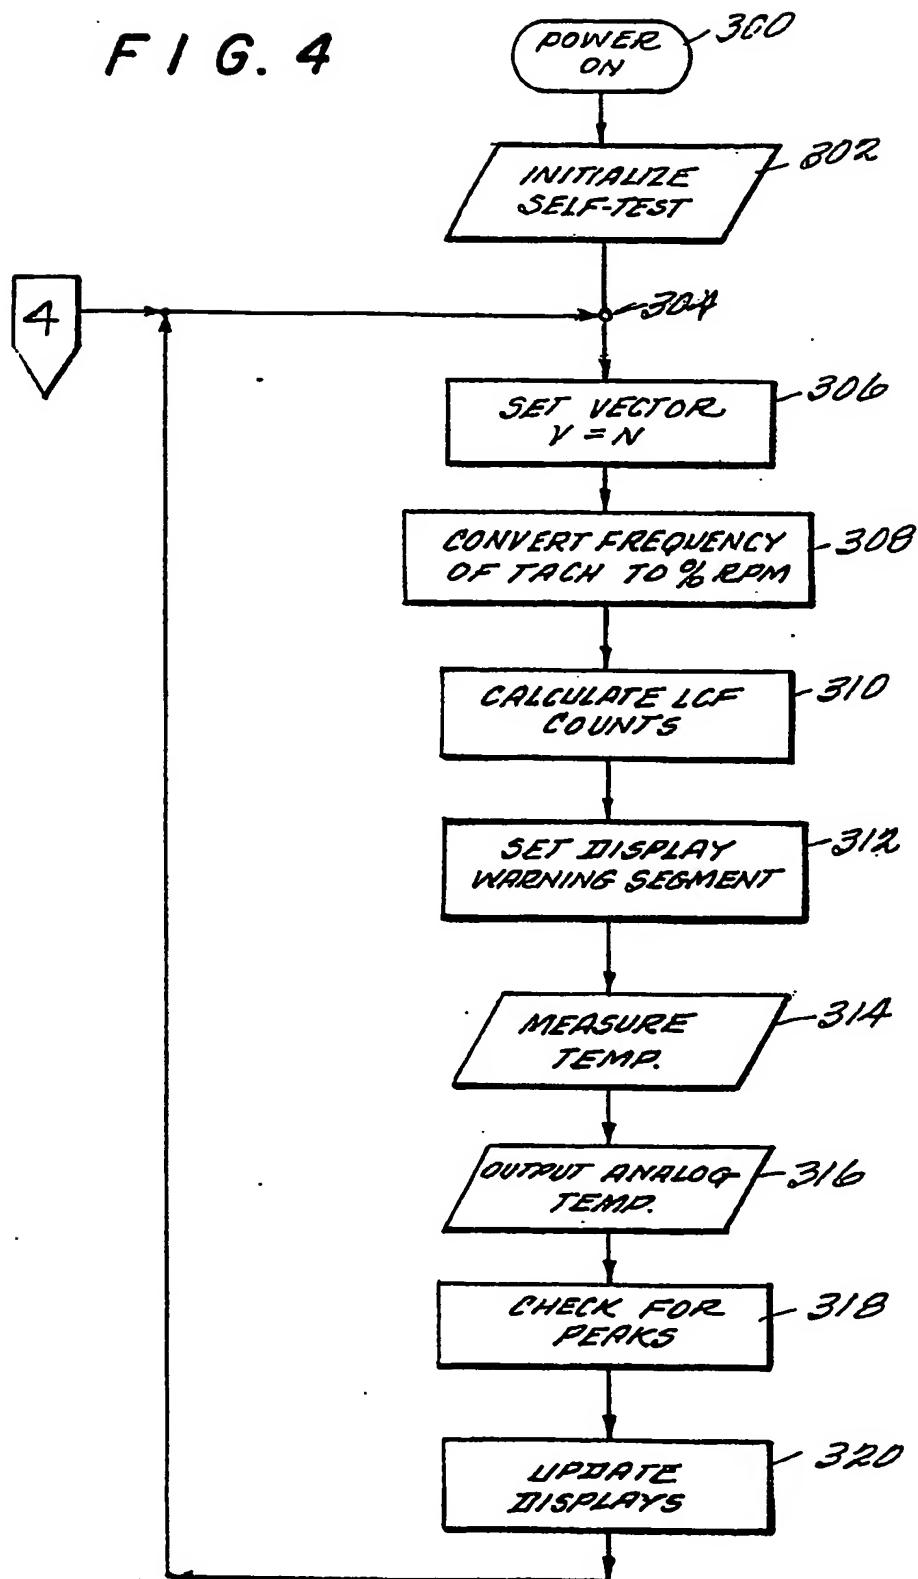 FIG. 4
POWER
ON
300
INITIALIZE
SELF-TEST
302
4
304
SET VECTOR
V = N
306
CONVERT FREQUENCY
OF TACH TO % RPM
308
CALCULATE LCF
COUNTS
310
SET DISPLAY
WARNING SEGMENT
312
MEASURE
TEMP.
314
OUTPUT ANALOG
TEMP.
316
CHECK FOR
PEAKS
318
UPDATE
DISPLAYS
320